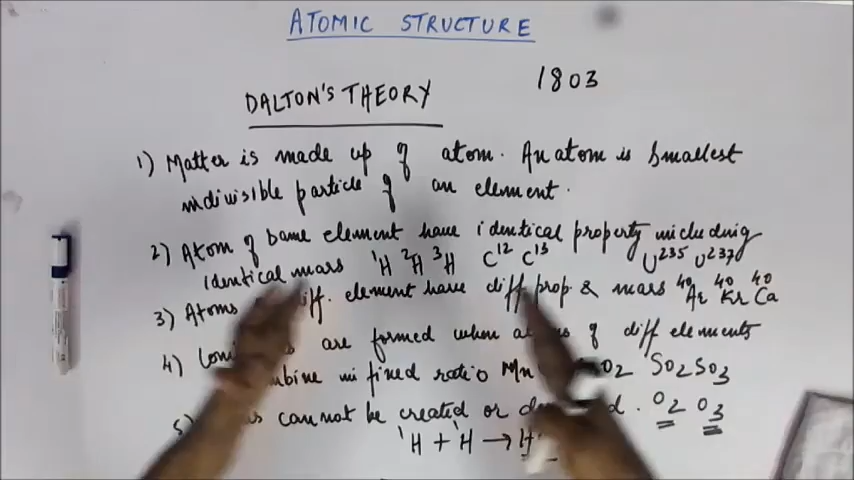 ATOMIC STRUCTURE
DALTON'S THEORY 1803
1) Matter is made up of atom. An atom is smallest
indivisible particle of an element.
2) Atom of same element have identical property including
identical mass ¹H ²H ³H C¹² C¹³ U²³⁵ U²³⁷
3) Atoms diff. element have diff prop & mass ⁴⁰Ar ⁴⁰Kr ⁴⁰Ca
4) are formed when of diff elements
combine in fixed ratio Mn O₂ SO₂ SO₃
5) cannot be created or O₂ O₃
¹H + ¹H → H